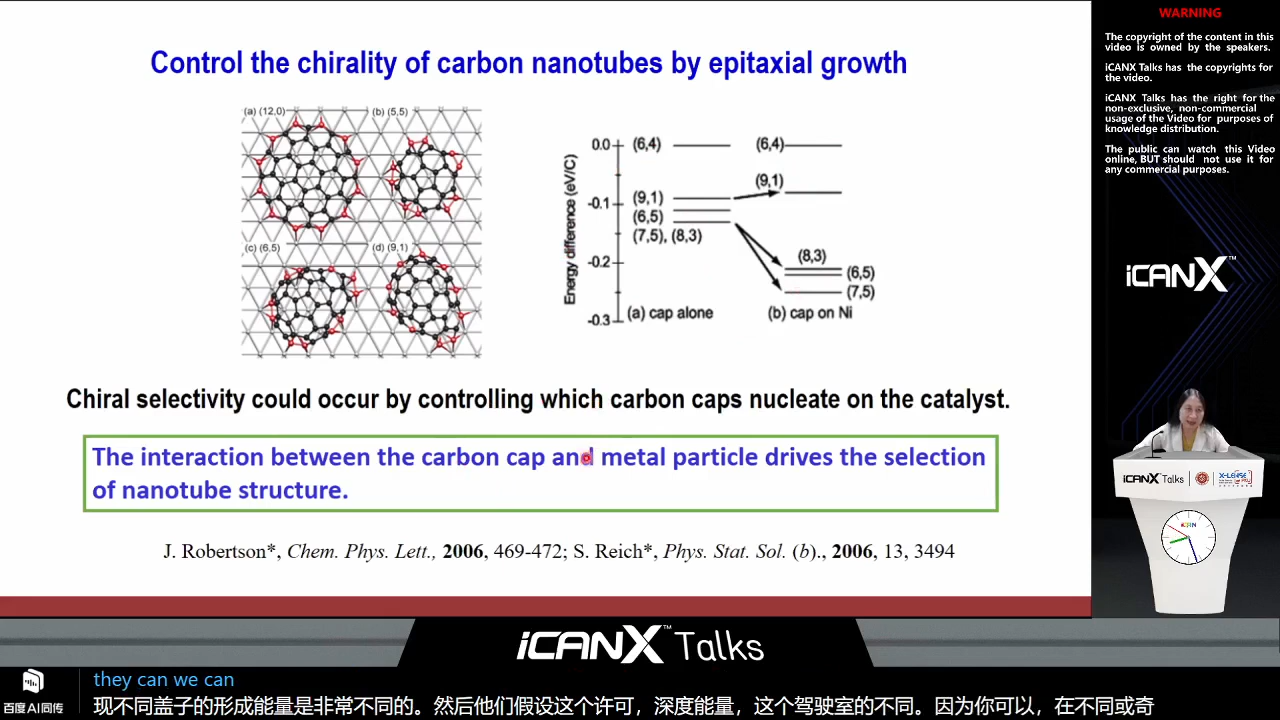 Control the chirality of carbon nanotubes by epitaxial growth
(a) (12,0)
(b) (5,5)
(c) (6,5)
(d) (9,1)
Energy difference (eV/C)
0.0
-0.1
-0.2
-0.3
(6,4)
(9,1)
(6,5)
(7,5), (8,3)
(a) cap alone
(6,4)
(9,1)
(8,3)
(6,5)
(7,5)
(b) cap on Ni
Chiral selectivity could occur by controlling which carbon caps nucleate on the catalyst.
The interaction between the carbon cap and metal particle drives the selection
of nanotube structure.
J. Robertson*, Chem. Phys. Lett., 2006, 469-472; S. Reich*, Phys. Stat. Sol. (b)., 2006, 13, 3494
WARNING
The copyright of the content in this
video is owned by the speakers.
iCANX Talks has the copyrights for
the video.
iCANX Talks has the right for the
non-exclusive, non-commercial
usage of the Video for purposes of
knowledge distribution.
The public can watch this Video
online, BUT should not use it for
any commercial purposes.
iCANX™
iCANX Talks
X-LENSE
iCANX™ Talks
百度AI同传
they can we can
现不同盖子的形成能量是非常不同的。然后他们假设这个许可，深度能量，这个驾驶室的不同。因为你可以，在不同或奇